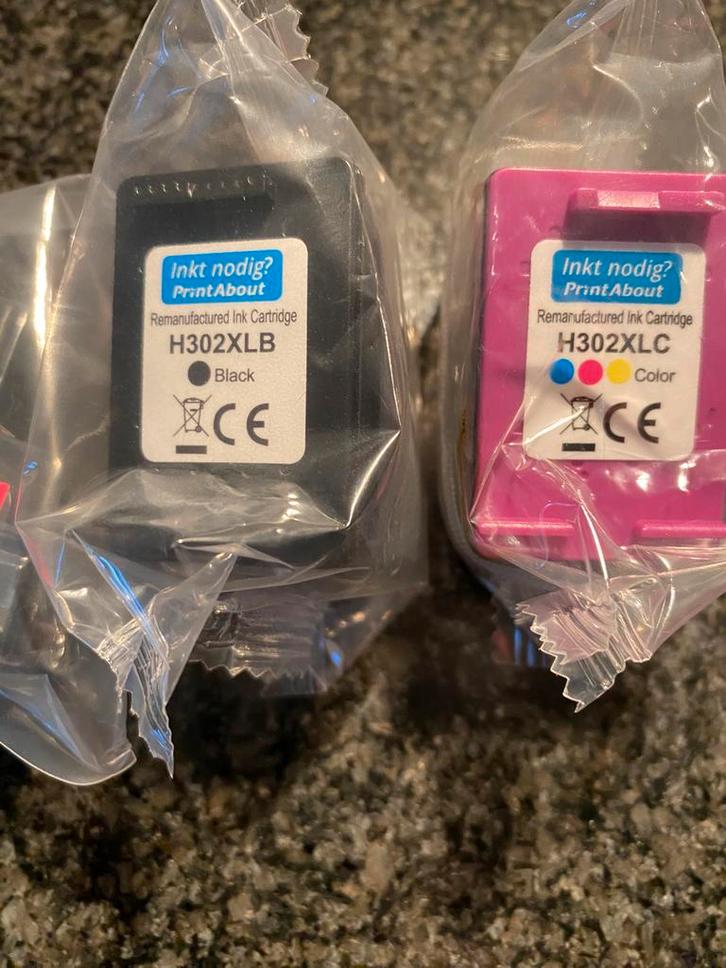 Inkt nodig?
PrintAbout
Remanufactured Ink Cartridge
H302XLB
Black
CE
Inkt nodig?
PrintAbout
Remanufactured Ink Cartridge
H302XLC
Color
CE